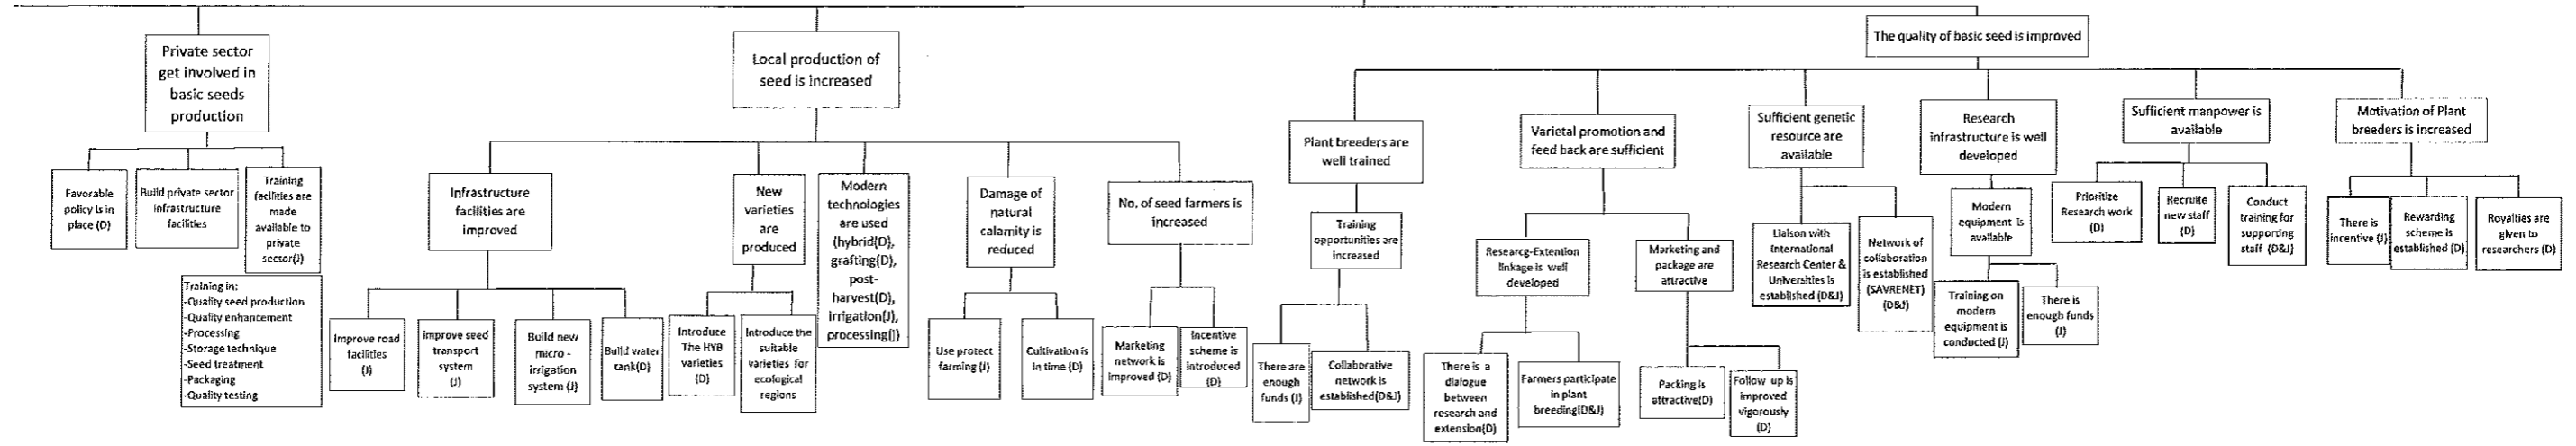 Private sector
get involved in
basic seeds
production
Local production of
seed is increased
The quality of basic seed is improved
Favorable
policy is in
place (D)
Build private sector
infrastructure
facilities
Training
facilities are
made
available to
private
sector(J)
Training in:
-Quality seed production
-Quality enhancement
-Processing
-Storage technique
-Seed treatment
-Packaging
-Quality testing
Infrastructure
facilities are
improved
New
varieties
are
produced
Modern
technologies
are used
(hybrid(D),
grafting(D),
post-
harvest(D),
irrigation(J),
processing(j)
Damage of
natural
calamity is
reduced
No. of seed farmers is
increased
Improve road
facilities
(J)
improve seed
transport
system
(J)
Build new
micro -
irrigation
system (J)
Build water
tank(D)
Introduce
The HYB
varieties
(D)
Introduce the
suitable
varieties for
ecological
regions
Use protect
farming (J)
Cultivation is
in time (D)
Marketing
network is
improved (D)
Incentive
scheme is
introduced
(D)
Plant breeders are
well trained
Varietal promotion and
feed back are sufficient
Sufficient genetic
resource are
available
Research
infrastructure is well
developed
Sufficient manpower is
available
Motivation of Plant
breeders is increased
Training
opportunities are
increased
There are
enough
funds (J)
Collaborative
network is
established(D&J)
Researcg-Extention
linkage is well
developed
Marketing and
package are
attractive
There is a
dialogue
between
research and
extension(D)
Farmers participate
in plant
breeding(D&J)
Packing is
attractive(D)
Follow up is
improved
vigorously
(D)
Liaison with
International
Research Center &
Universities is
established (D&J)
Network of
collaboration
is established
(SAVRENET)
(D&J)
Modern
equipment is
available
Training on
modern
equipment is
conducted (J)
There is
enough funds
(J)
Prioritize
Research work
(D)
Recruite
new staff
(D)
Conduct
training for
supporting
staff (D&J)
There is
incentive (J)
Rewarding
scheme is
established (D)
Royalties are
given to
researchers (D)